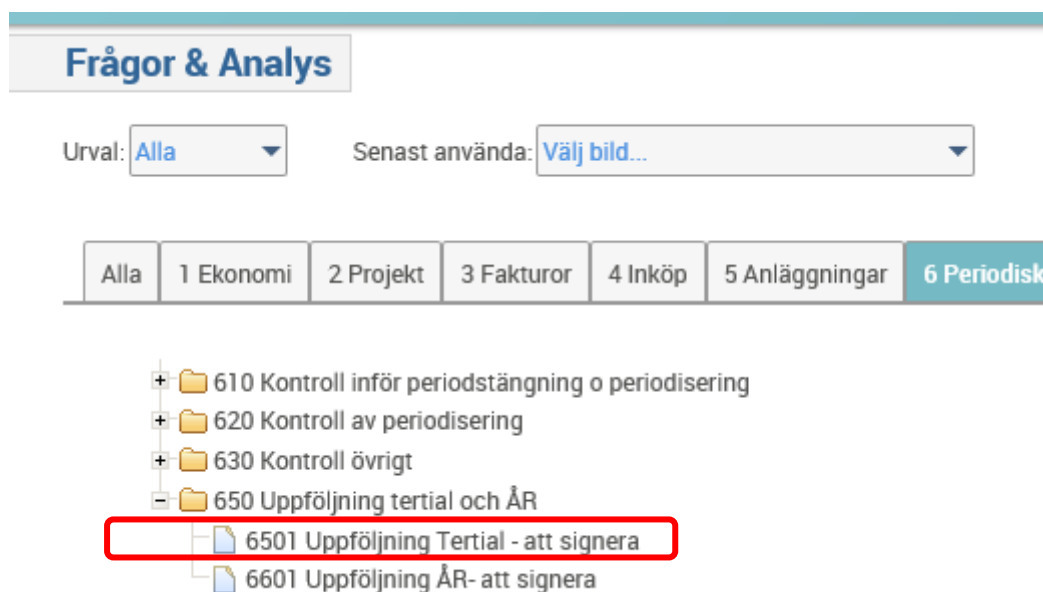 Frågor & Analys
Urval: Alla Senast använda: Välj bild...
Alla 1 Ekonomi 2 Projekt 3 Fakturor 4 Inköp 5 Anläggningar 6 Periodisk
610 Kontroll inför periodstängning o periodisering
620 Kontroll av periodisering
630 Kontroll övrigt
650 Uppföljning tertial och ÅR
6501 Uppföljning Tertial - att signera
6601 Uppföljning ÅR- att signera